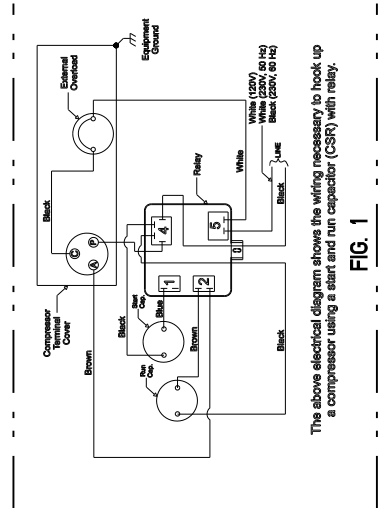 Equipment
Ground
External
Overload
Black
C
A
P
Compressor
Terminal
Cover
Brown
Black
Relay
4
5
1
2
Start
Cap.
Blue
Brown
Run
Cap.
White
Black
Black
LINE
White (120V)
White (230V, 50 Hz)
Black (230V, 60 Hz)
The above electrical diagram shows the wiring necessary to hook up
a compressor using a start and run capacitor (CSR) with relay.
FIG. 1